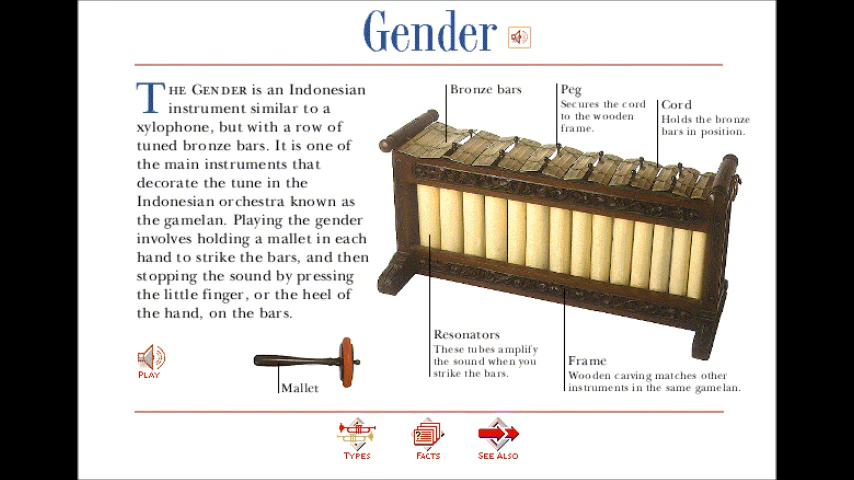 Gender
THE GENDER is an Indonesian
instrument similar to a
xylophone, but with a row of
tuned bronze bars. It is one of
the main instruments that
decorate the tune in the
Indonesian orchestra known as
the gamelan. Playing the gender
involves holding a mallet in each
hand to strike the bars, and then
stopping the sound by pressing
the little finger, or the heel of
the hand, on the bars.
PLAY
Mallet
Bronze bars
Peg
Secures the cord
to the wooden
frame.
Cord
Holds the bronze
bars in position.
Resonators
These tubes amplify
the sound when you
strike the bars.
Frame
Wooden carving matches other
instruments in the same gamelan.
TYPES
FACTS
SEE ALSO